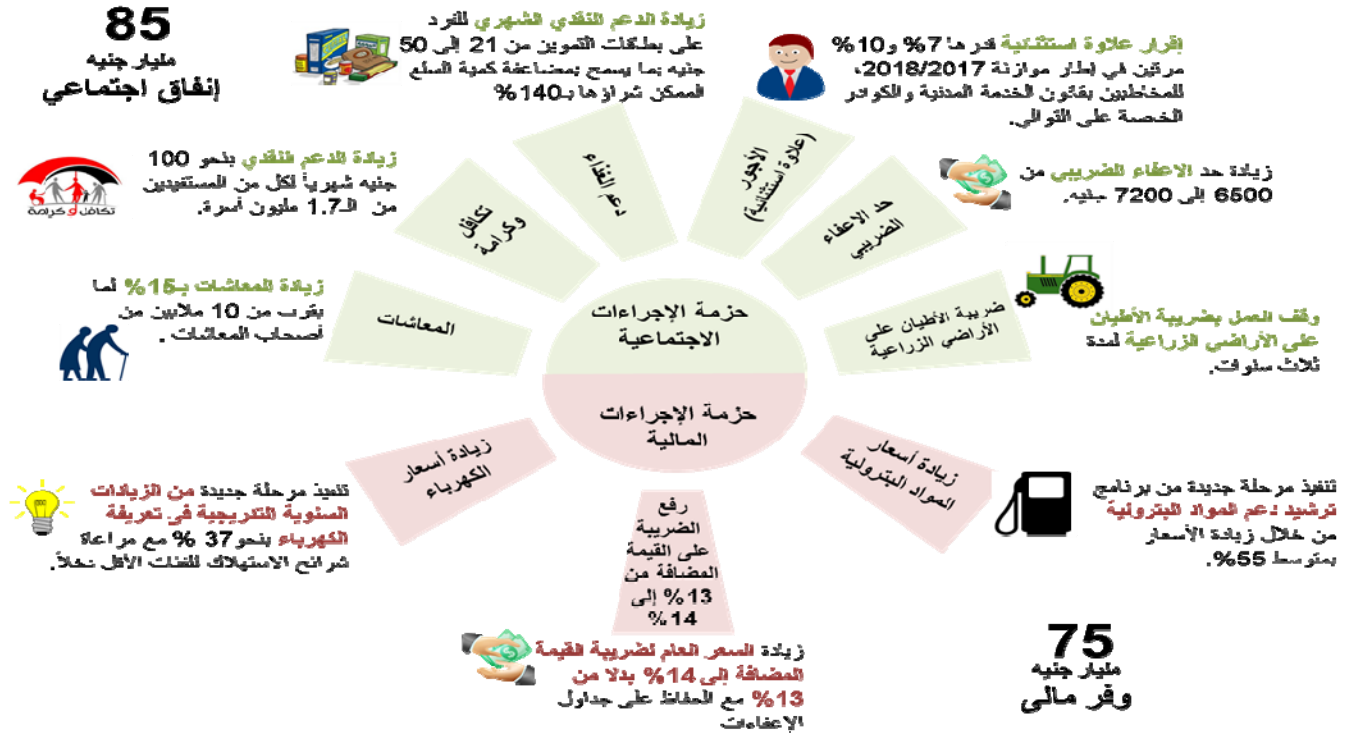 85
مليار جنيه
إنفاق اجتماعي
زيادة الدعم النقدي الشهري للفرد
على بطاقات التموين من 21 إلى 50
جنيه بما يسمح بمضاعفة كمية السلع
الممكن شراؤها بـ140%
إقرار علاوة استثنائية قدرها 7% و10%
مرتين في إطار موازنة 2018/2017،
للمخاطبين بقانون الخدمة المدنية والكوادر
الخصة على التوالي.
زيادة الدعم النقدي بنحو 100
جنيه شهرياً لكل من المستفيدين
من الـ1.7 مليون أسرة.
تكافل وكرامة
زيادة حد الاعفاء الضريبي من
6500 إلى 7200 جنيه.
زيادة المعاشات بـ15% لما
يقرب من 10 ملايين من
أصحاب المعاشات .
وقف العمل بضريبة الأطيان
على الأراضي الزراعية لمدة
ثلاث سنوات.
الأجور
(علاوة استثنائية)
دعم الغذاء
حد الاعفاء
الضريبي
تكافل
وكرامة
ضريبة الأطيان على
الأراضي الزراعية
المعاشات
حزمة الإجراءات
الاجتماعية
حزمة الإجراءات
المالية
زيادة أسعار
المواد البترولية
زيادة أسعار
الكهرباء
رفع
الضريبة
على القيمة
المضافة من
13% إلى
14%
تنفيذ مرحلة جديدة من برنامج
ترشيد دعم المواد البترولية
من خلال زيادة الأسعار
بمتوسط 55%.
تنفيذ مرحلة جديدة من الزيادات
السنوية التدريجية في تعريفة
الكهرباء بنحو37 % مع مراعاة
شرائح الاستهلاك للفئات الأقل دخلاً.
زيادة السعر العام لضريبة القيمة
المضافة إلى 14% بدلا من
13% مع الحفاظ على جداول
الإعفاءات
75
مليار جنيه
وفر مالى